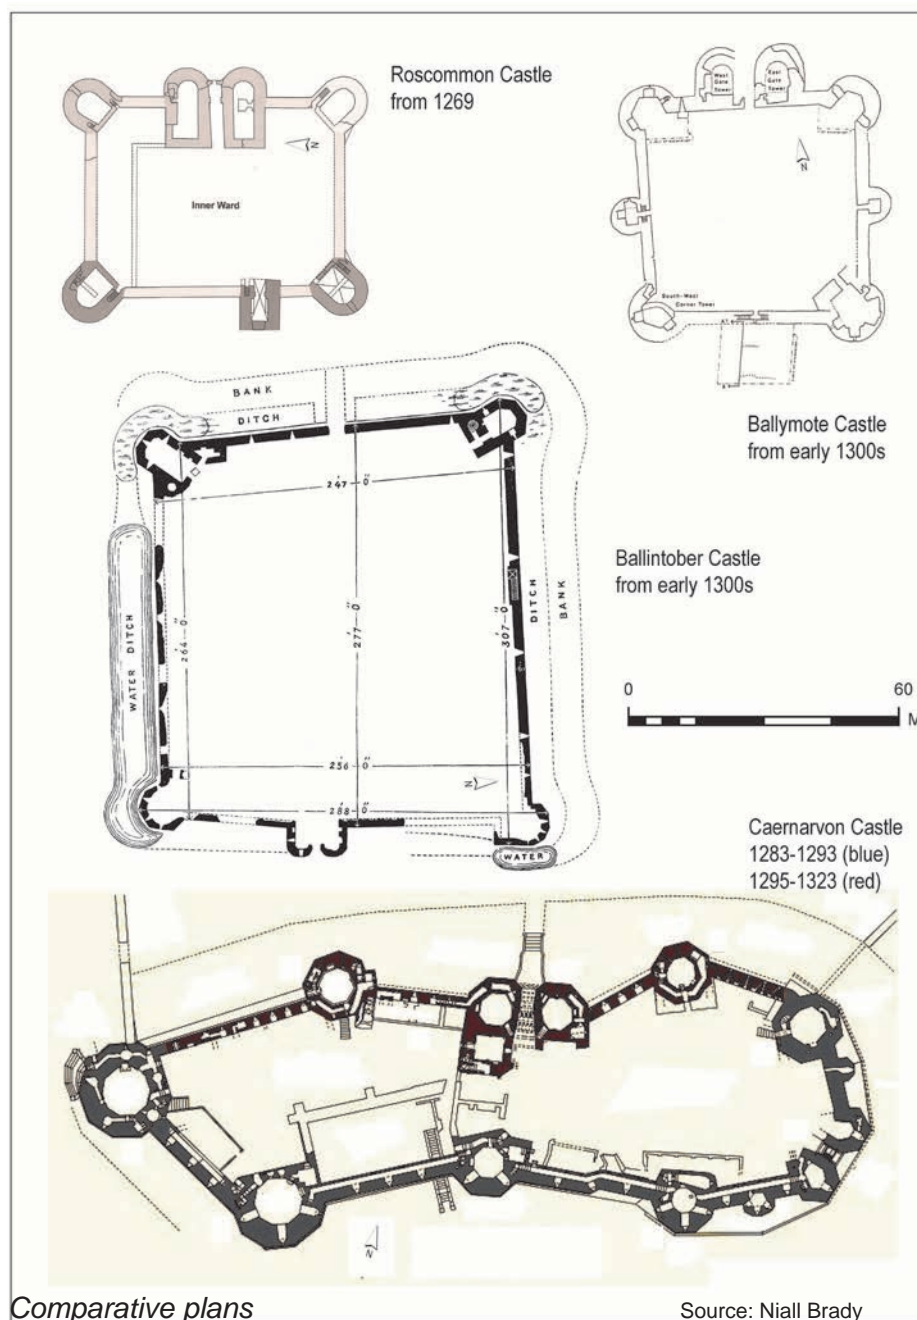 Roscommon Castle
from 1269
N
Inner Ward
West
Gate
Tower
East
Gate
Tower
N
South-West
Corner Tower
Ballymote Castle
from early 1300s
BANK
DITCH
247' 0"
WATER DITCH
264' 0"
277' 0"
307' 0"
DITCH
BANK
256' 0"
288' 0"
N
WATER
Ballintober Castle
from early 1300s
0 60
M
Caernarvon Castle
1283-1293 (blue)
1295-1323 (red)
N
Comparative plans
Source: Niall Brady